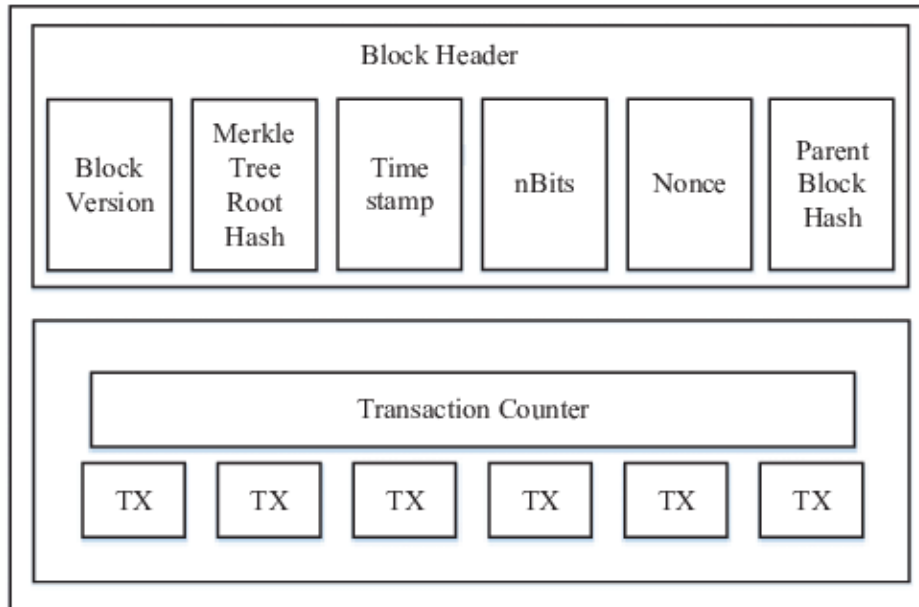 Block Header
Block
Version
Merkle
Tree
Root
Hash
Time
stamp
nBits
Nonce
Parent
Block
Hash
Transaction Counter
TX
TX
TX
TX
TX
TX